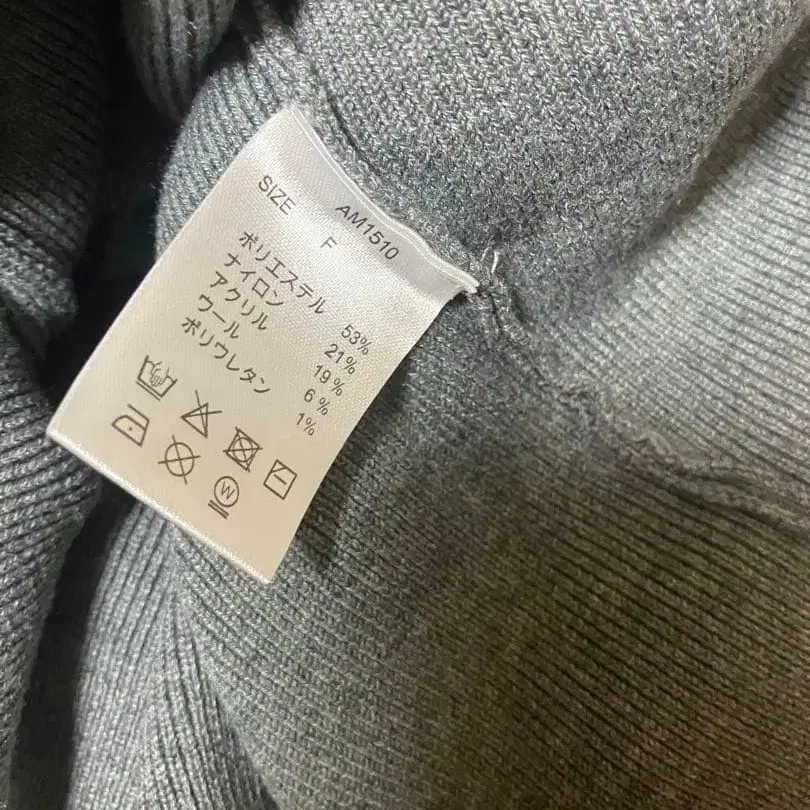 AM1510
SIZE F
ポリエステル 53%
ナイロン 21%
アクリル 19%
ウール 6%
ポリウレタン 1%
W